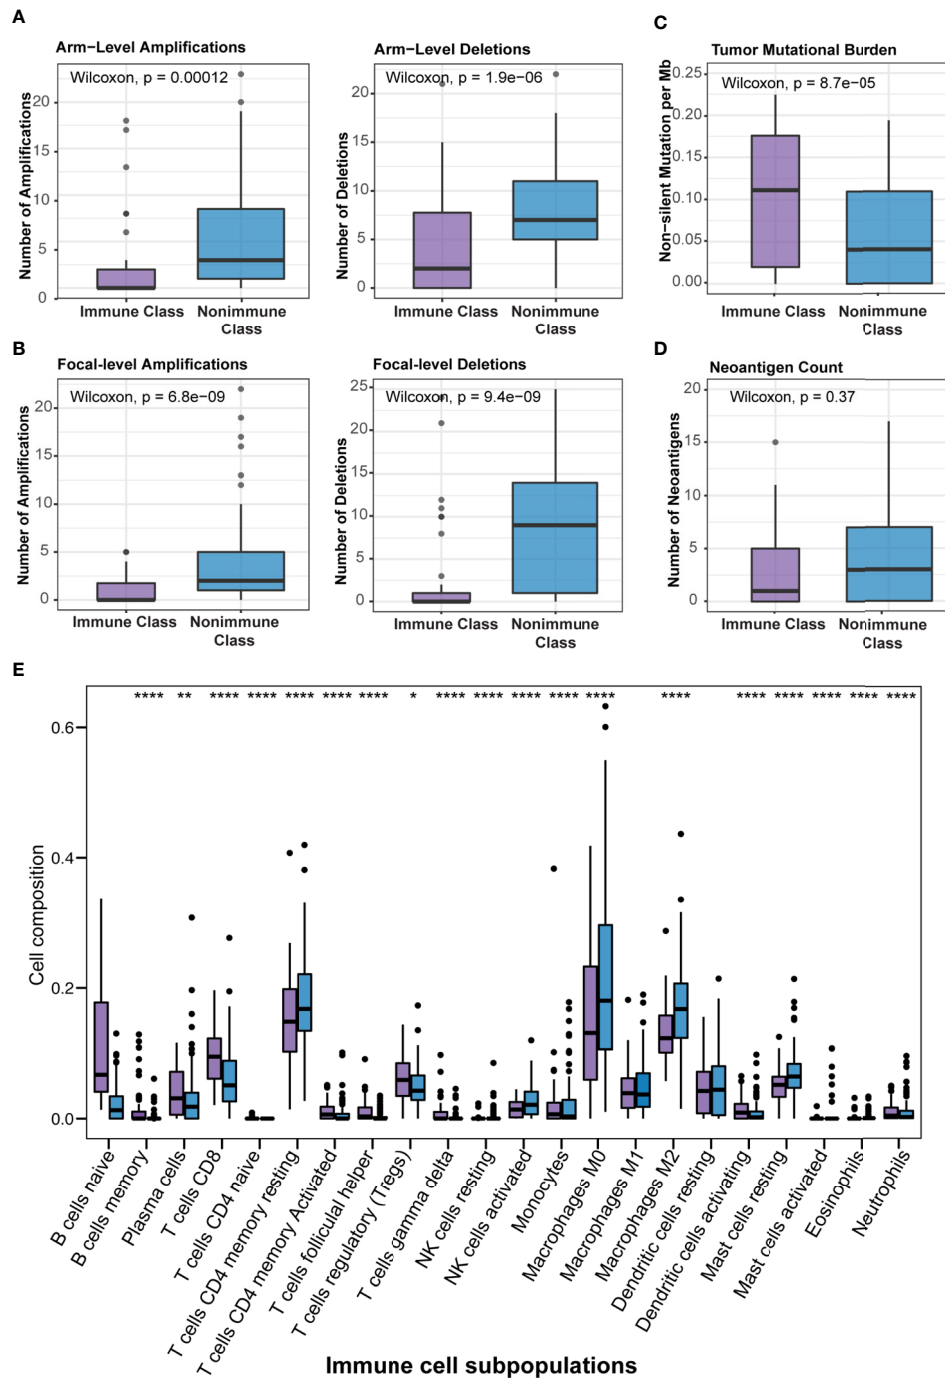 A
Arm−Level Amplifications
Wilcoxon, p = 0.00012
Number of Amplifications
20
15
10
5
0
Immune Class
Nonimmune
Class
Arm−Level Deletions
Wilcoxon, p = 1.9e−06
Number of Deletions
20
15
10
5
0
Immune Class
Nonimmune
Class
C
Tumor Mutational Burden
Wilcoxon, p = 8.7e−05
Non−silent Mutation per Mb
0.25
0.20
0.15
0.10
0.05
0.00
Immune Class
Nonimmune
Class
B
Focal-level Amplifications
Wilcoxon, p = 6.8e−09
Number of Amplifications
20
15
10
5
0
Immune Class
Nonimmune
Class
Focal-level Deletions
Wilcoxon, p = 9.4e−09
Number of Deletions
25
20
15
10
5
0
Immune Class
Nonimmune
Class
D
Neoantigen Count
Wilcoxon, p = 0.37
Number of Neoantigens
20
15
10
5
0
Immune Class
Nonimmune
Class
E
**** ** **** **** **** **** **** * **** **** **** **** **** **** **** **** **** **** ****
Cell composition
0.6
0.4
0.2
0.0
B cells naive
B cells memory
Plasma cells
T cells CD8
T cells CD4 naive
T cells CD4 memory resting
T cells CD4 memory Activated
T cells follicular helper
T cells regulatory (Tregs)
T cells gamma delta
NK cells resting
NK cells activated
Monocytes
Macrophages M0
Macrophages M1
Macrophages M2
Dendritic cells resting
Dendritic cells activating
Mast cells resting
Mast cells activated
Eosinophils
Neutrophils
Immune cell subpopulations